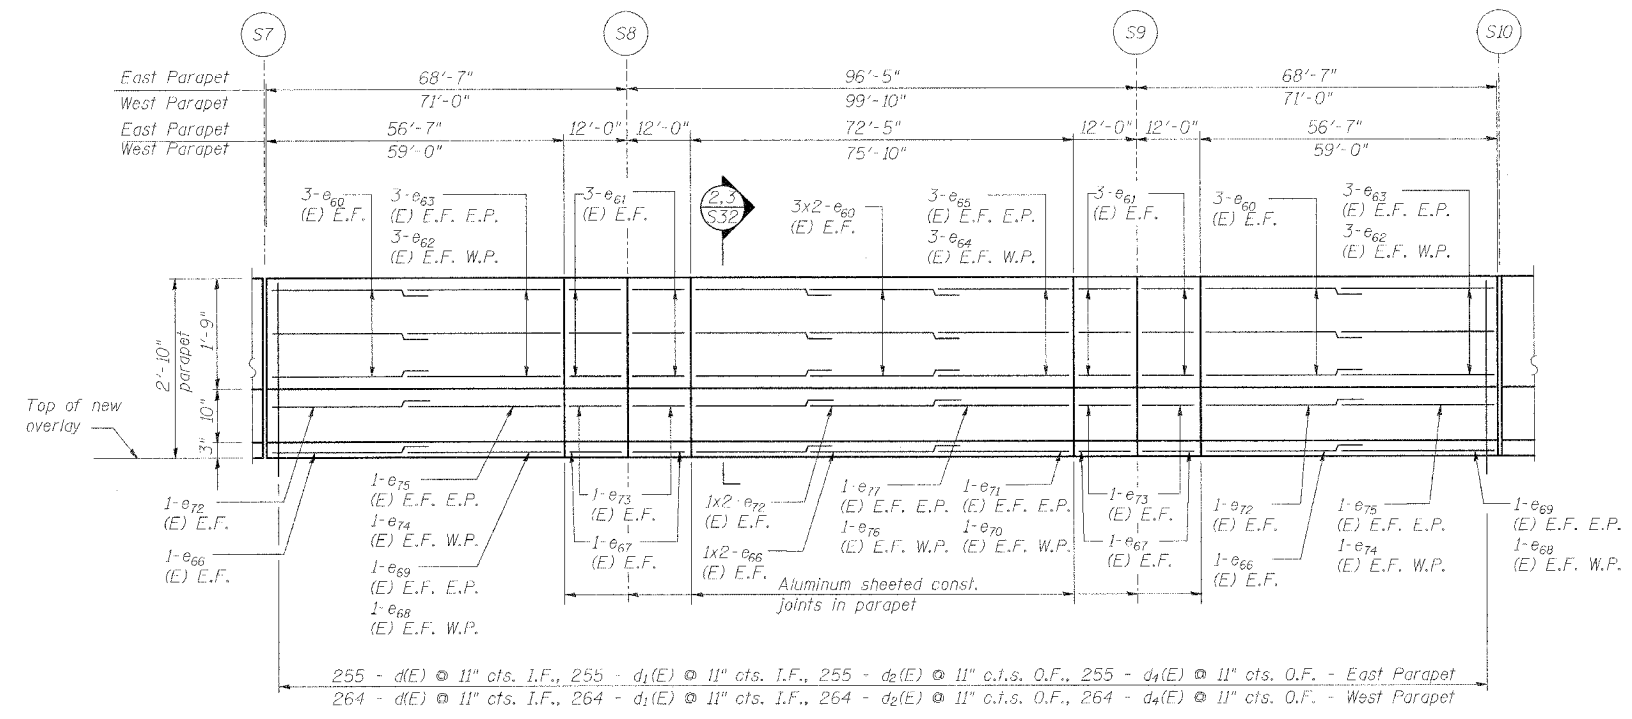 S7 S8 S9 S10
East Parapet 68'-7" 96'-5" 68'-7"
West Parapet 71'-0" 99'-10" 71'-0"
East Parapet 56'-7" 12'-0" 12'-0" 72'-5" 12'-0" 12'-0" 56'-7"
West Parapet 59'-0" 75'-10" 59'-0"
3-e60
(E) E.F.
3-e63
(E) E.F. E.P.
3-e62
(E) E.F. W.P.
3-e61
(E) E.F.
2,3
S32
3x2-e60
(E) E.F.
3-e65
(E) E.F. E.P.
3-e64
(E) E.F. W.P.
3-e61
(E) E.F.
3-e60
(E) E.F.
3-e63
(E) E.F. E.P.
3-e62
(E) E.F. W.P.
2'-10"
parapet
1'-9"
10"
3"
Top of new
overlay
1-e72
(E) E.F.
1-e66
(E) E.F.
1-e75
(E) E.F. E.P.
1-e74
(E) E.F. W.P.
1-e69
(E) E.F. E.P.
1-e68
(E) E.F. W.P.
1-e73
(E) E.F.
1-e67
(E) E.F.
1x2-e72
(E) E.F.
1x2-e66
(E) E.F.
1-e77
(E) E.F. E.P.
1-e76
(E) E.F. W.P.
1-e71
(E) E.F. E.P.
1-e70
(E) E.F. W.P.
1-e73
(E) E.F.
1-e67
(E) E.F.
1-e72
(E) E.F.
1-e66
(E) E.F.
1-e75
(E) E.F. E.P.
1-e74
(E) E.F. W.P.
1-e69
(E) E.F. E.P.
1-e68
(E) E.F. W.P.
Aluminum sheeted const.
joints in parapet
255 - d(E) @ 11" cts. I.F., 255 - d1(E) @ 11" cts. I.F., 255 - d2(E) @ 11" c.t.s. O.F., 255 - d4(E) @ 11" cts. O.F. - East Parapet
264 - d(E) @ 11" cts. I.F., 264 - d1(E) @ 11" cts. I.F., 264 - d2(E) @ 11" c.t.s. O.F., 264 - d4(E) @ 11" cts. O.F. - West Parapet